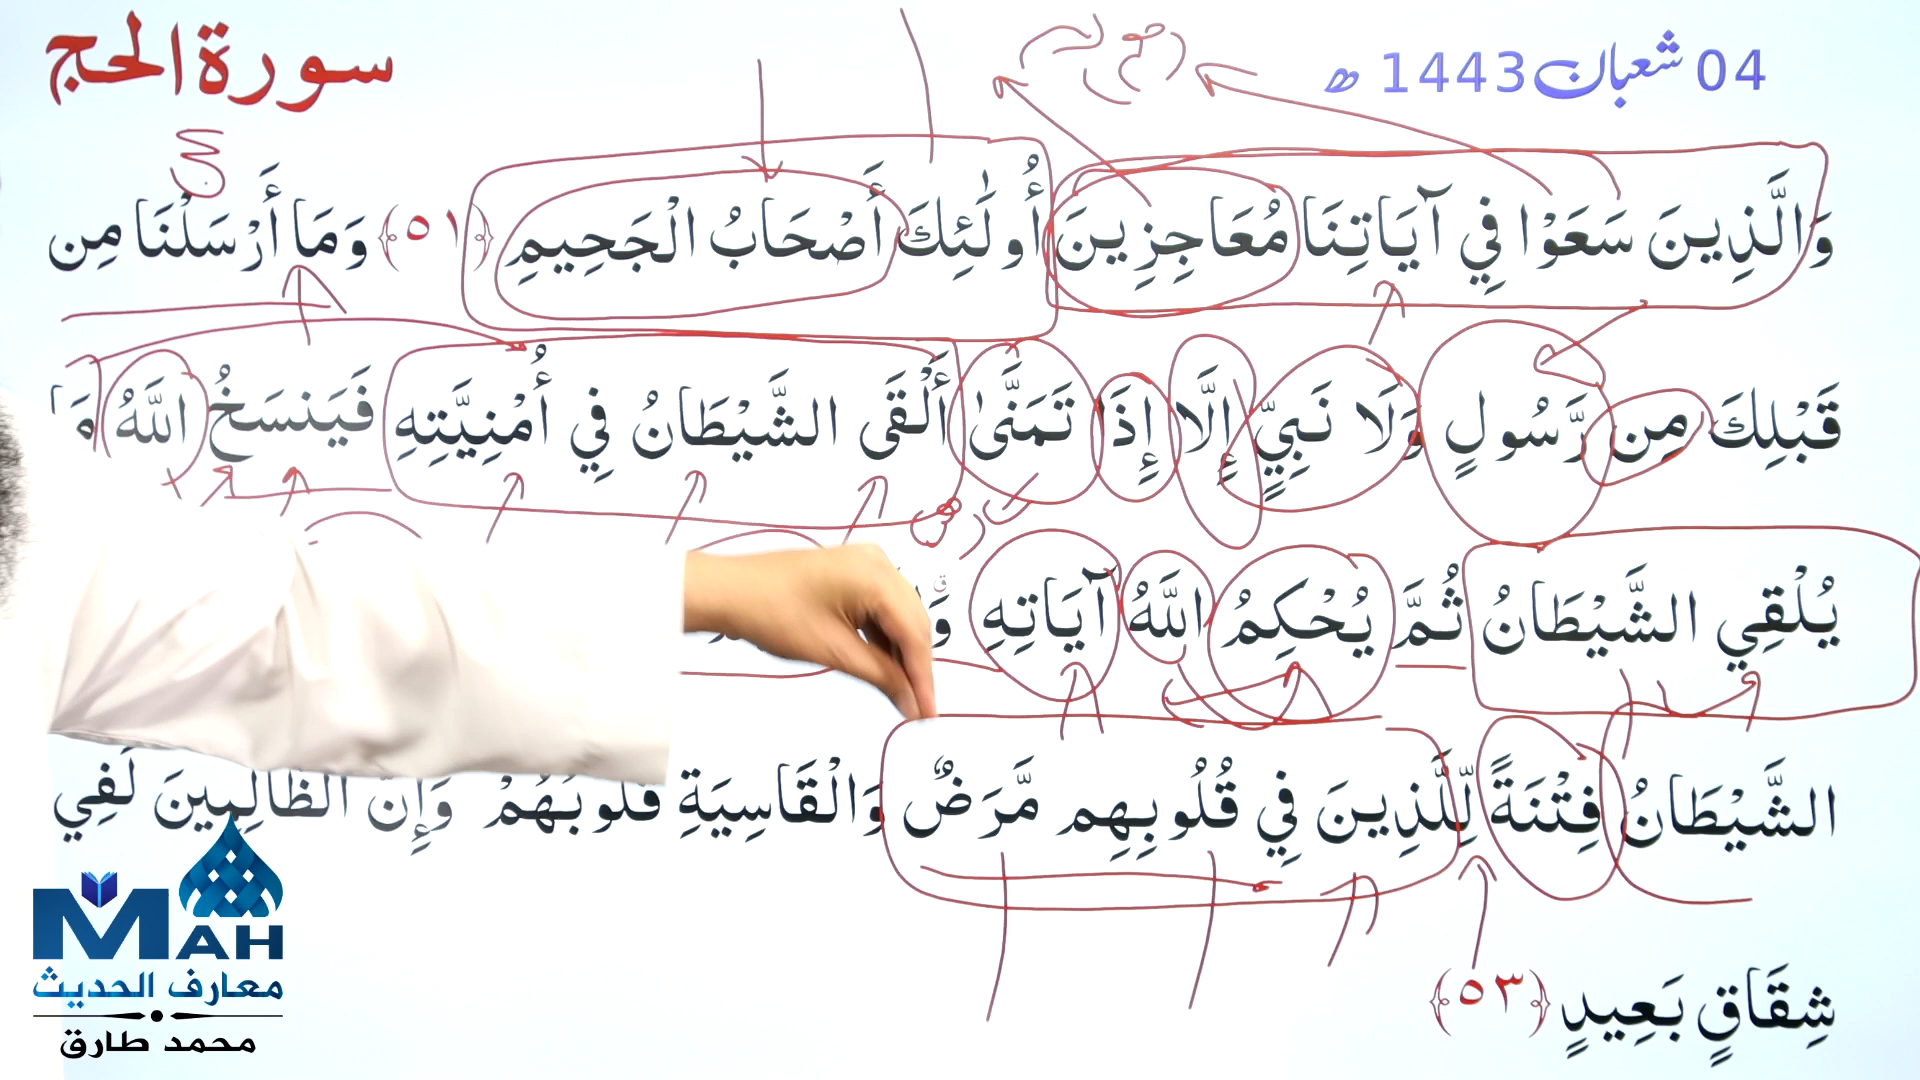 04 شعبان 1443 ھ
سورة الحج
وَالَّذِينَ سَعَوْا فِي آيَاتِنَا مُعَاجِزِينَ أُولَٰئِكَ أَصْحَابُ الْجَحِيمِ ﴿٥١﴾ وَمَا أَرْسَلْنَا مِن
قَبْلِكَ مِن رَّسُولٍ وَلَا نَبِيٍّ إِلَّا إِذَا تَمَنَّىٰ أَلْقَى الشَّيْطَانُ فِي أُمْنِيَّتِهِ فَيَنسَخُ اللَّهُ مَا
يُلْقِي الشَّيْطَانُ ثُمَّ يُحْكِمُ اللَّهُ آيَاتِهِ
الشَّيْطَانُ فِتْنَةً لِّلَّذِينَ فِي قُلُوبِهِم مَّرَضٌ وَالْقَاسِيَةِ قُلُوبُهُمْ وَإِنَّ الظَّالِمِينَ لَفِي
شِقَاقٍ بَعِيدٍ ﴿٥٣﴾
MAH
معارف الحديث
محمد طارق